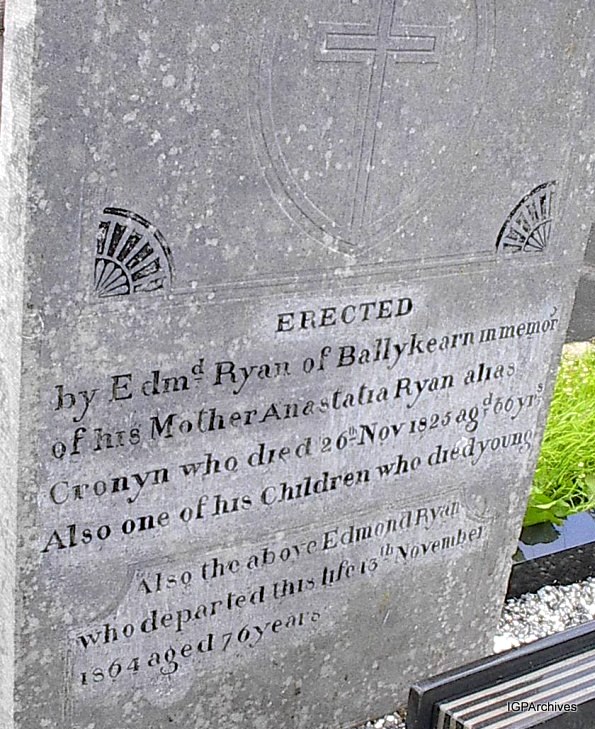 ERECTED
by Edmd Ryan of Ballykearn in memor
of his Mother Anastatia Ryan alias
Cronyn who died 26th Nov 1825 agd 66 yrs
Also one of his Children who died young
Also the above Edmond Ryan
who departed this life 13th November
1864 aged 76 years
IGPArchives